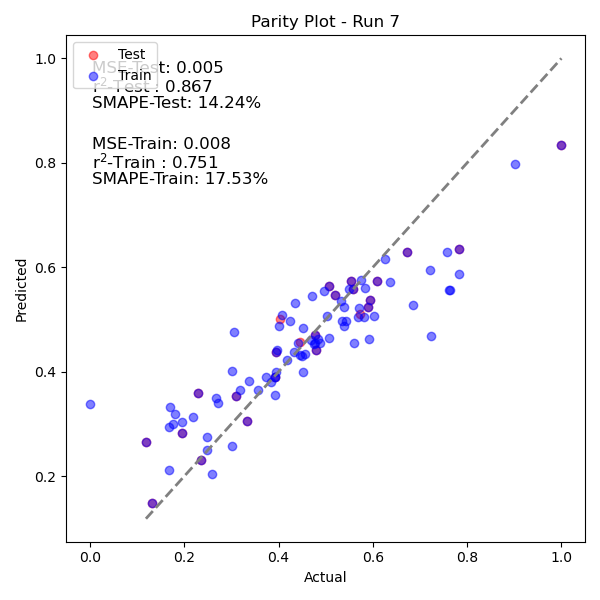 Parity Plot - Run 7
Test
Train
MSE-Test: 0.005
r²-Test : 0.867
SMAPE-Test: 14.24%
MSE-Train: 0.008
r²-Train : 0.751
SMAPE-Train: 17.53%
Predicted
1.0
0.8
0.6
0.4
0.2
0.0 0.2 0.4 0.6 0.8 1.0
Actual